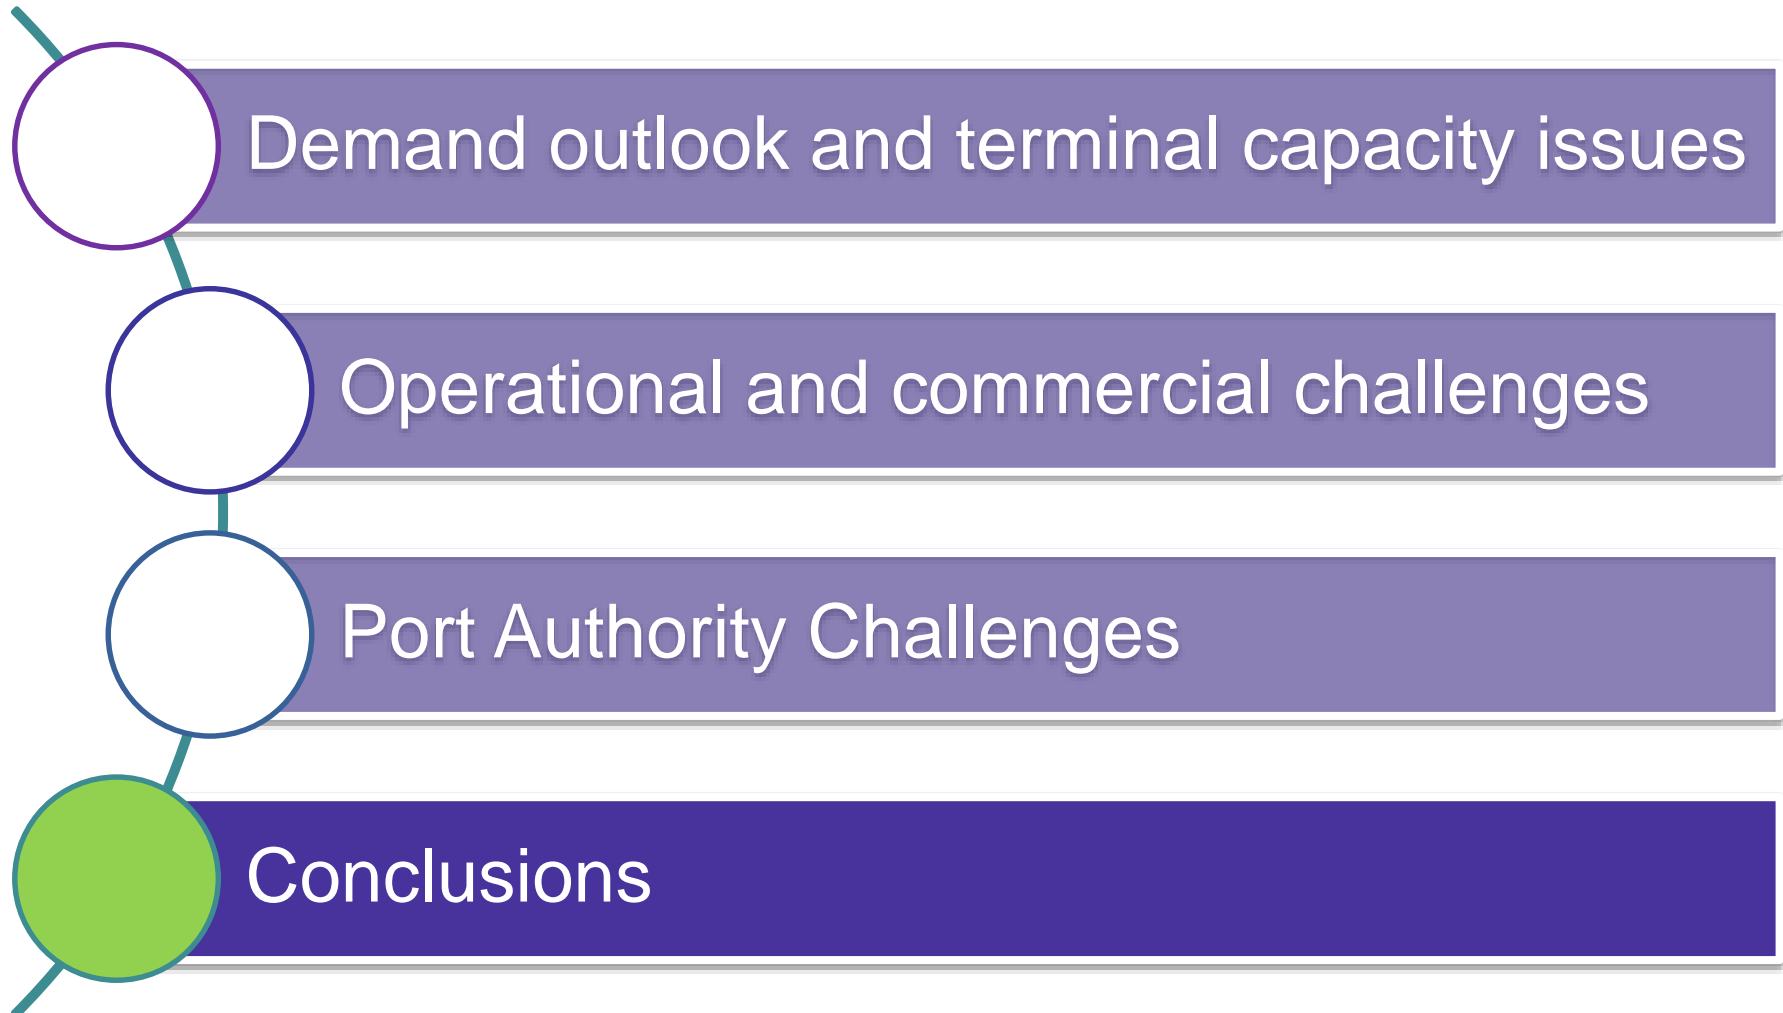 Demand outlook and terminal capacity issues
Operational and commercial challenges
Port Authority Challenges
Conclusions